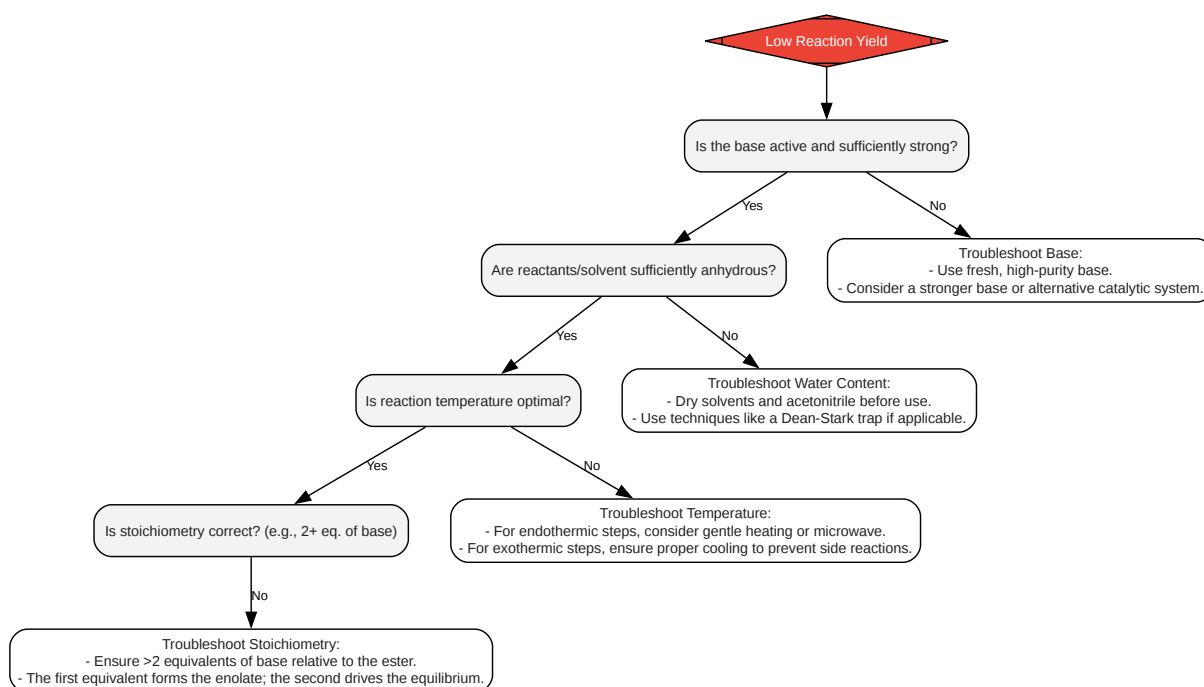 Low Reaction Yield
Is the base active and sufficiently strong?
Yes
No
Are reactants/solvent sufficiently anhydrous?
Troubleshoot Base:
- Use fresh, high-purity base.
- Consider a stronger base or alternative catalytic system.
Yes
No
Is reaction temperature optimal?
Troubleshoot Water Content:
- Dry solvents and acetonitrile before use.
- Use techniques like a Dean-Stark trap if applicable.
Yes
No
Is stoichiometry correct? (e.g., 2+ eq. of base)
Troubleshoot Temperature:
- For endothermic steps, consider gentle heating or microwave.
- For exothermic steps, ensure proper cooling to prevent side reactions.
No
Troubleshoot Stoichiometry:
- Ensure >2 equivalents of base relative to the ester.
- The first equivalent forms the enolate; the second drives the equilibrium.